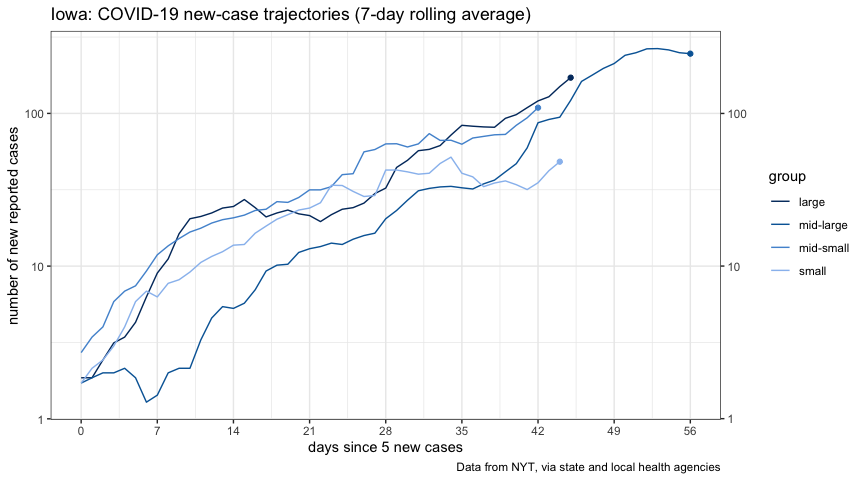 Iowa: COVID-19 new-case trajectories (7-day rolling average)
number of new reported cases
100
10
1
100
10
1
0 7 14 21 28 35 42 49 56
days since 5 new cases
group
large
mid-large
mid-small
small
Data from NYT, via state and local health agencies